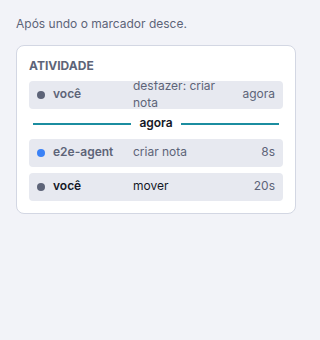 Após undo o marcador desce.
ATIVIDADE
você desfazer: criar nota agora
agora
e2e-agent criar nota 8s
você mover 20s